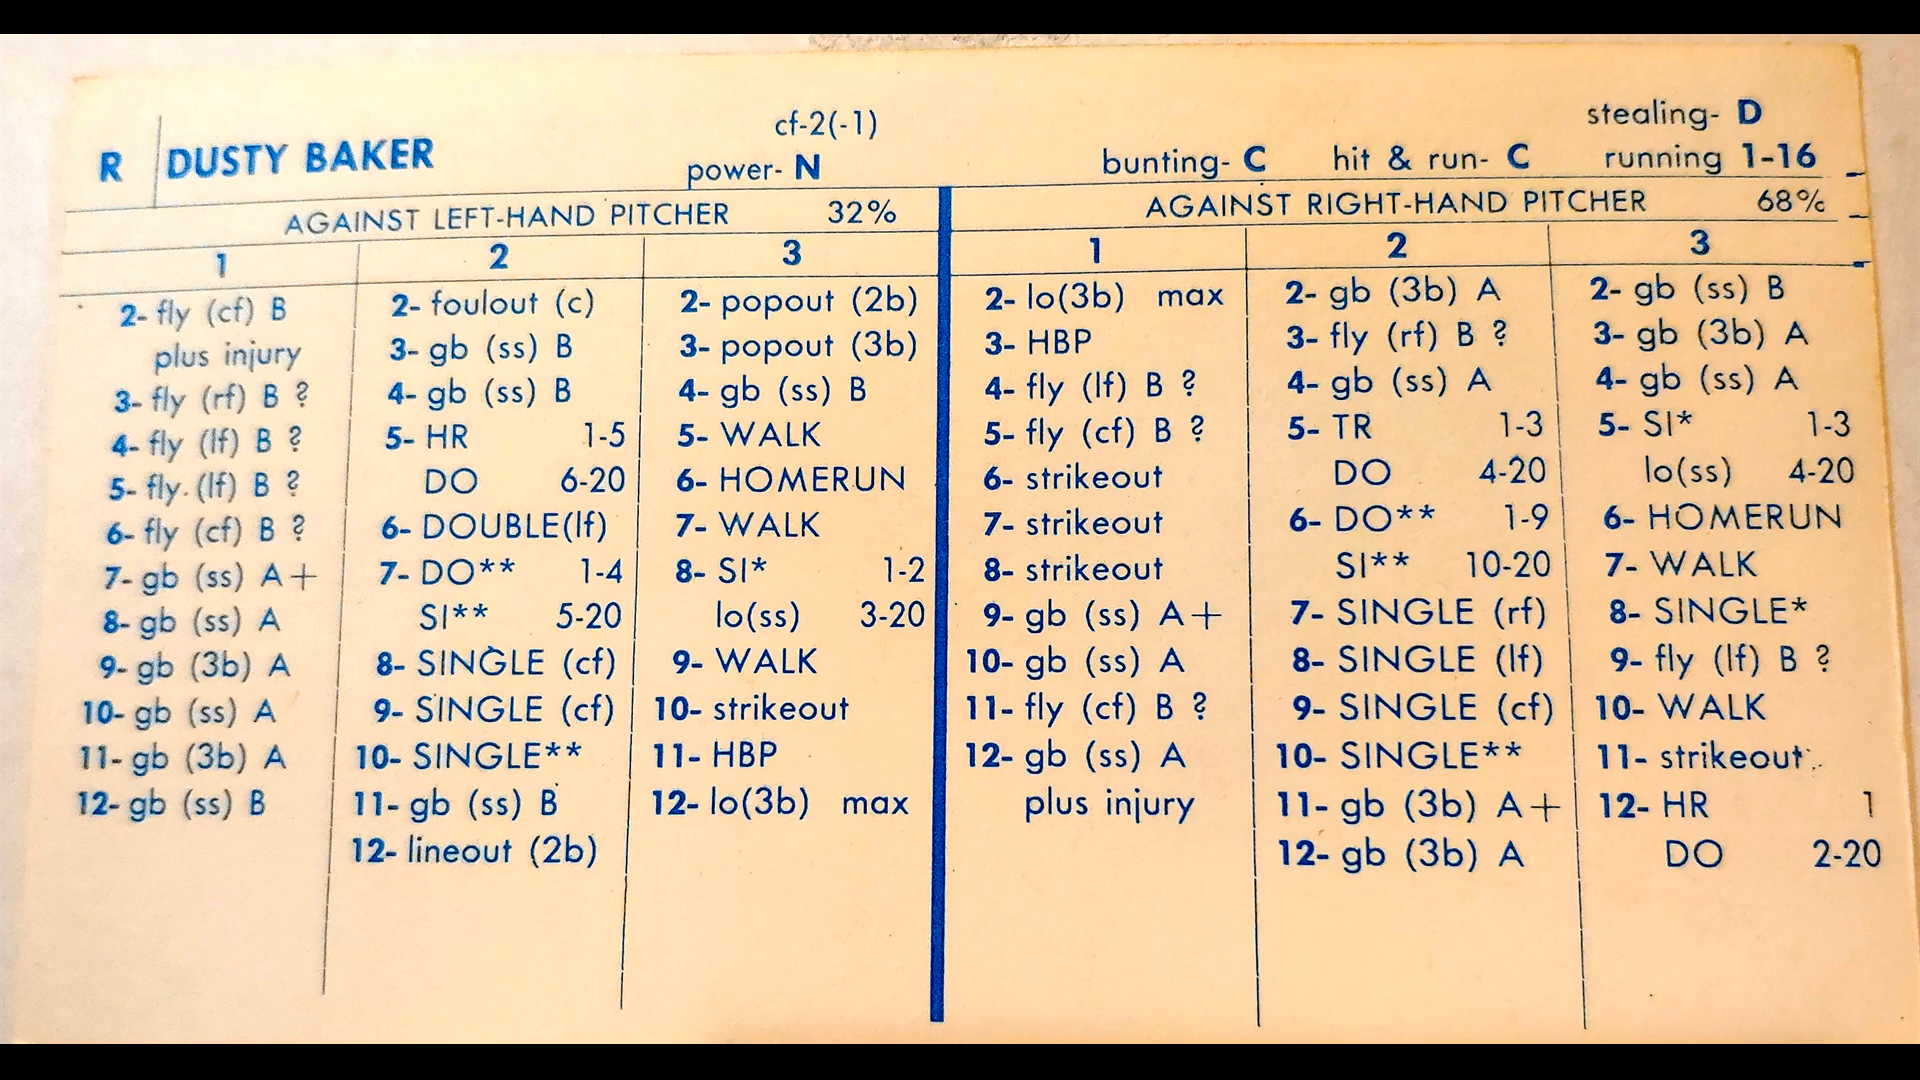 stealing- D
cf-2(-1)
R DUSTY BAKER power- N bunting- C hit & run- C running 1-16
AGAINST LEFT-HAND PITCHER 32%
1 2 3
2- fly (cf) B
plus injury
3- fly (rf) B ?
4- fly (lf) B ?
5- fly (lf) B ?
6- fly (cf) B ?
7- gb (ss) A+
8- gb (ss) A
9- gb (3b) A
10- gb (ss) A
11- gb (3b) A
12- gb (ss) B
2- foulout (c)
3- gb (ss) B
4- gb (ss) B
5- HR 1-5
DO 6-20
6- DOUBLE(lf)
7- DO** 1-4
SI** 5-20
8- SINGLE (cf)
9- SINGLE (cf)
10- SINGLE**
11- gb (ss) B
12- lineout (2b)
2- popout (2b)
3- popout (3b)
4- gb (ss) B
5- WALK
6- HOMERUN
7- WALK
8- SI* 1-2
lo(ss) 3-20
9- WALK
10- strikeout
11- HBP
12- lo(3b) max
AGAINST RIGHT-HAND PITCHER 68%
1 2 3
2- lo(3b) max
3- HBP
4- fly (lf) B ?
5- fly (cf) B ?
6- strikeout
7- strikeout
8- strikeout
9- gb (ss) A+
10- gb (ss) A
11- fly (cf) B ?
12- gb (ss) A
plus injury
2- gb (3b) A
3- fly (rf) B ?
4- gb (ss) A
5- TR 1-3
DO 4-20
6- DO** 1-9
SI** 10-20
7- SINGLE (rf)
8- SINGLE (lf)
9- SINGLE (cf)
10- SINGLE**
11- gb (3b) A+
12- gb (3b) A
2- gb (ss) B
3- gb (3b) A
4- gb (ss) A
5- SI* 1-3
lo(ss) 4-20
6- HOMERUN
7- WALK
8- SINGLE*
9- fly (lf) B ?
10- WALK
11- strikeout
12- HR 1
DO 2-20